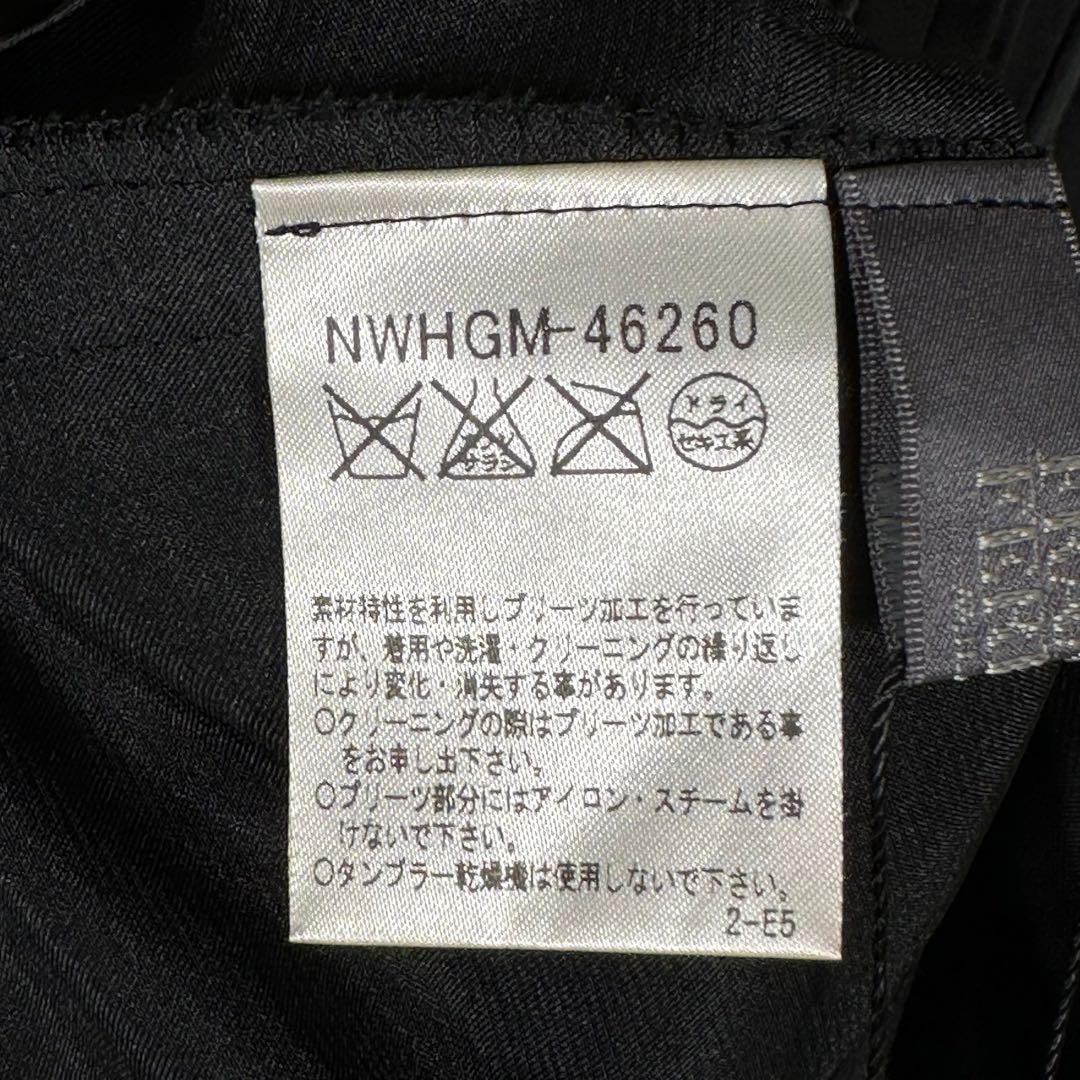 NWHGM-46260
エンソ
サラシ
ドライ
セキユ系
素材特性を利用しプリーツ加工を行っていま
すが、着用や洗濯・クリーニングの繰り返し
により変化・消失する事があります。
○クリーニングの際はプリーツ加工である事
をお申し出下さい。
○プリーツ部分にはアイロン・スチームを掛
けないで下さい。
○タンブラー乾燥機は使用しないで下さい。
2-E5